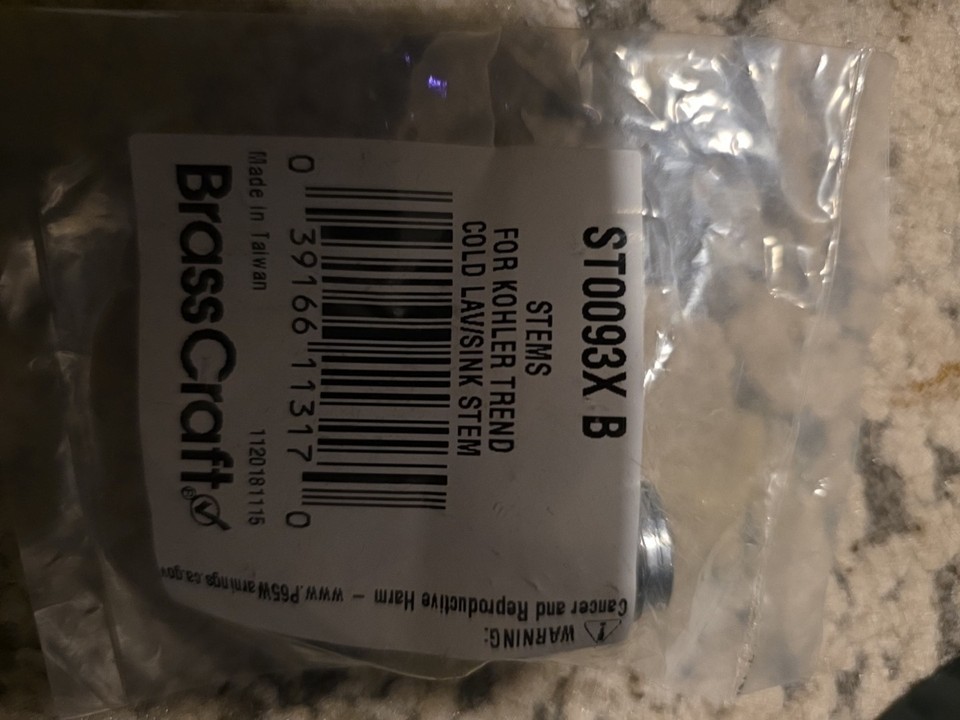 ST0093X B
STEMS
FOR KOHLER TREND
COLD LAV/SINK STEM
0 39166 11317 0
Made in Taiwan
1120181115
BrassCraft®
WARNING:
Cancer and Reproductive Harm – www.P65Warnings.ca.gov